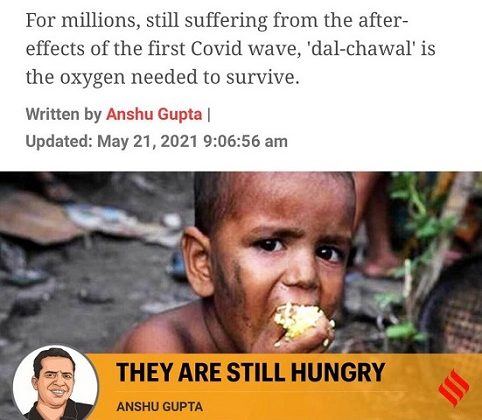 For millions, still suffering from the after-
effects of the first Covid wave, 'dal-chawal' is
the oxygen needed to survive.
Written by Anshu Gupta |
Updated: May 21, 2021 9:06:56 am
THEY ARE STILL HUNGRY
ANSHU GUPTA